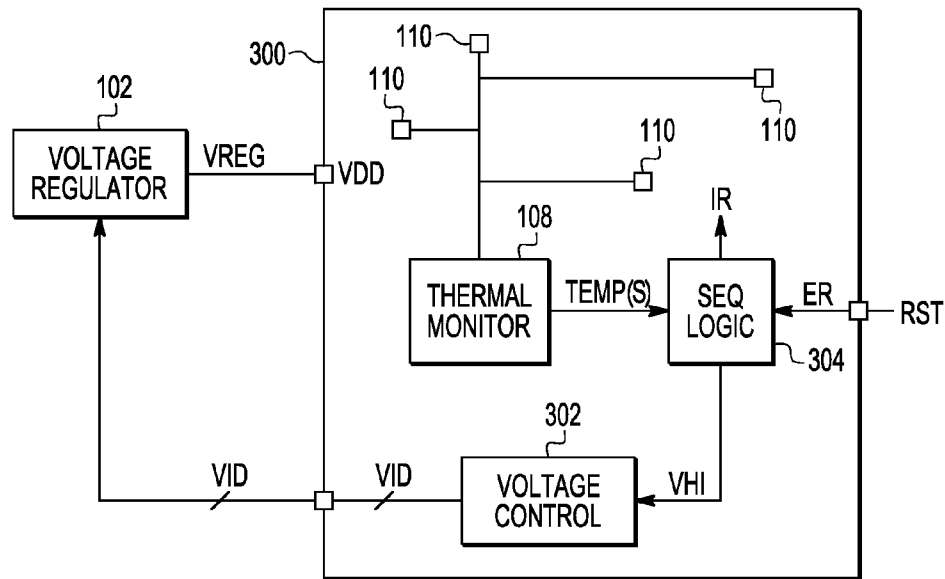 300
110
110
110
110
102
VOLTAGE
REGULATOR
VREG
VDD
108
THERMAL
MONITOR
TEMP(S)
IR
SEQ
LOGIC
ER
RST
304
302
VOLTAGE
CONTROL
VHI
VID
VID